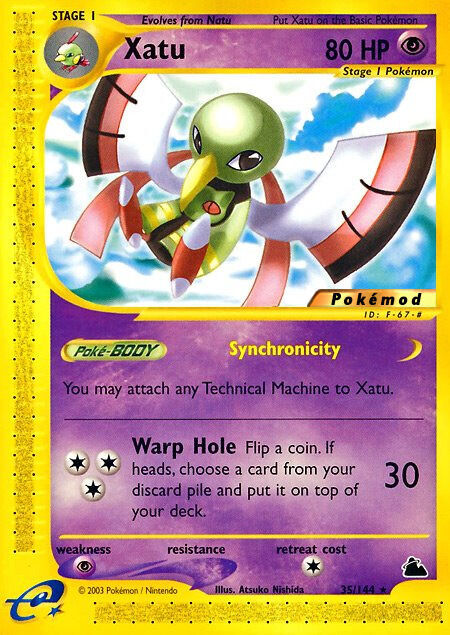 STAGE 1 Evolves from Natu Put Xatu on the Basic Pokémon
Xatu 80 HP
Stage 1 Pokémon
Pokémod
ID: F-67-#
Poké-BODY Synchronicity
You may attach any Technical Machine to Xatu.
Warp Hole Flip a coin. If
heads, choose a card from your 30
discard pile and put it on top of
your deck.
weakness resistance retreat cost
© 2003 Pokémon / Nintendo Illus. Atsuko Nishida 35/144 ★
e